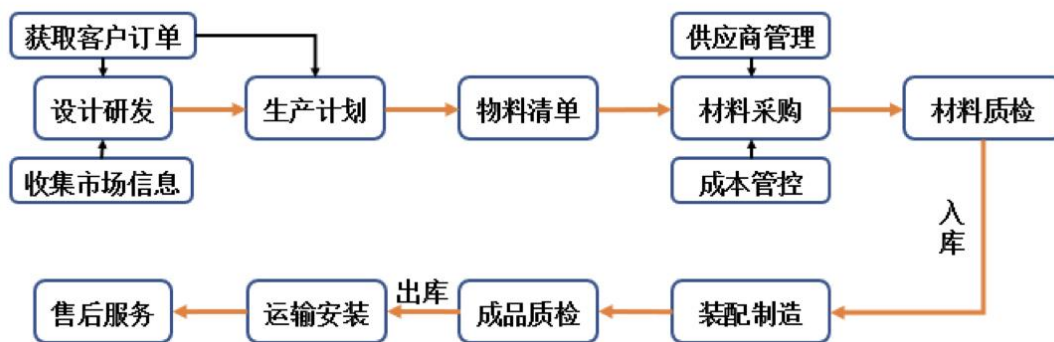 获取客户订单
供应商管理
设计研发
生产计划
物料清单
材料采购
材料质检
收集市场信息
成本管控
入库
售后服务
运输安装
出库
成品质检
装配制造